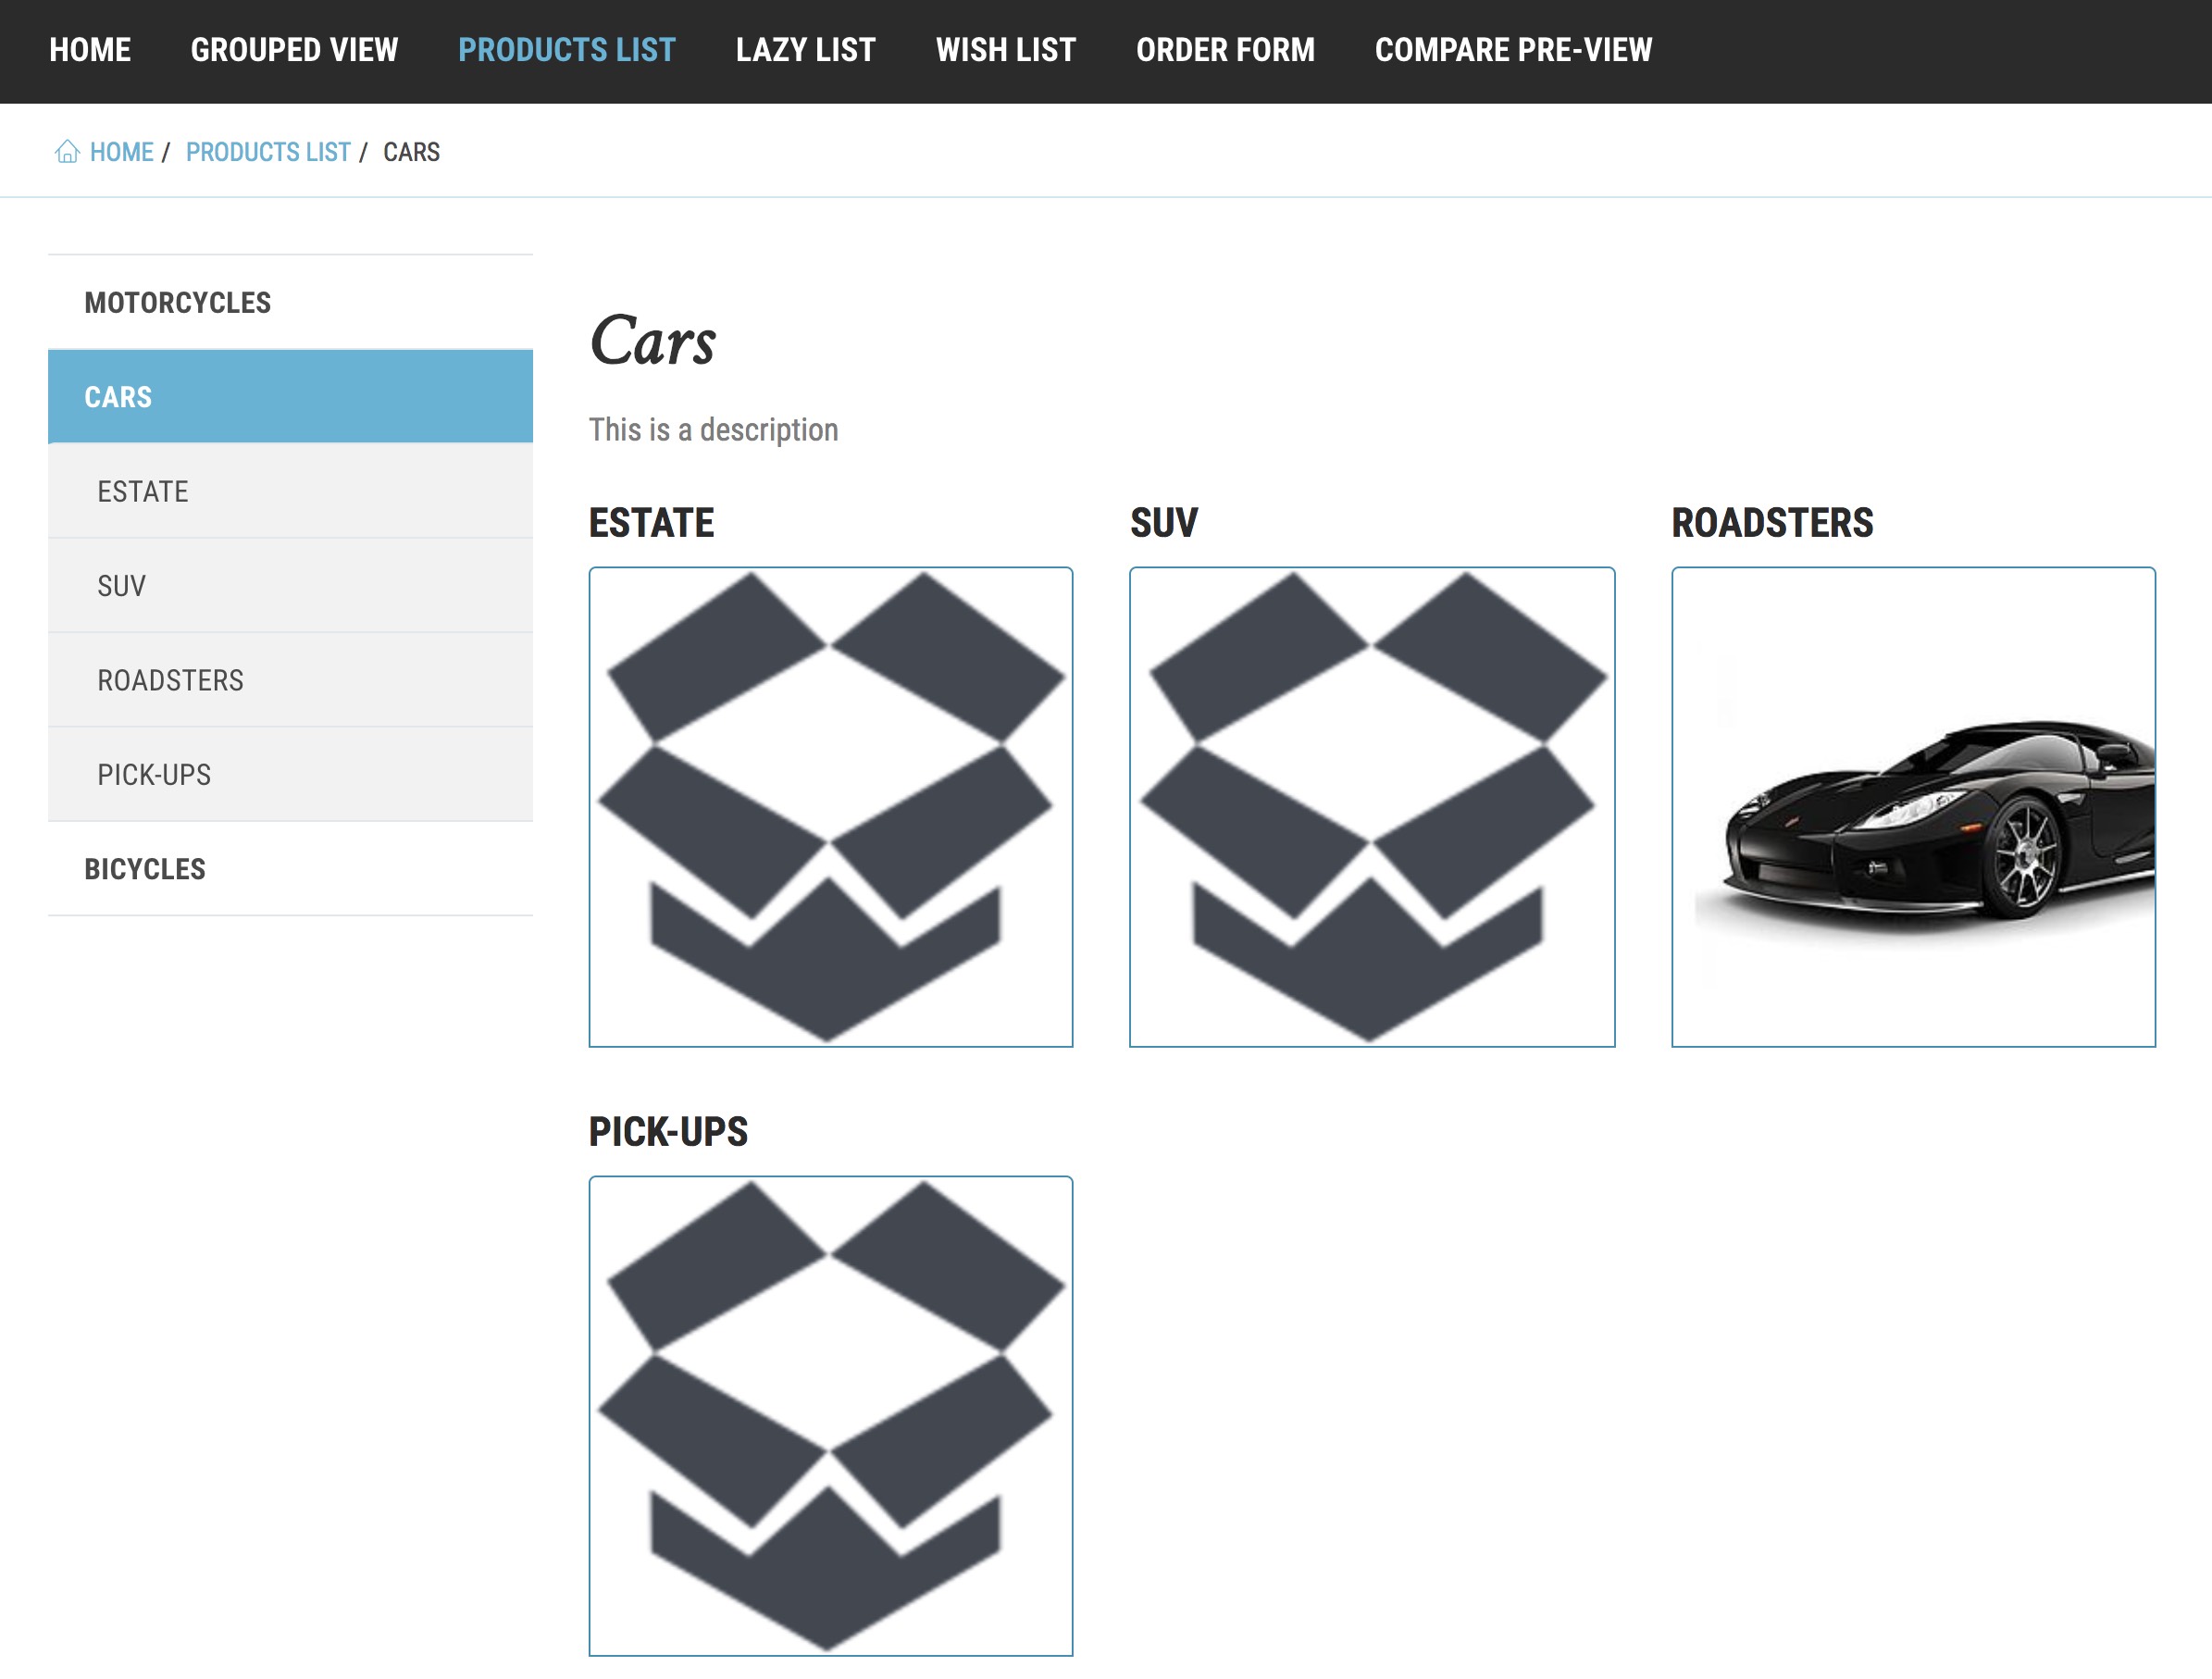 HOME GROUPED VIEW PRODUCTS LIST LAZY LIST WISH LIST ORDER FORM COMPARE PRE-VIEW
HOME / PRODUCTS LIST / CARS
MOTORCYCLES
CARS
ESTATE
SUV
ROADSTERS
PICK-UPS
BICYCLES
Cars
This is a description
ESTATE
SUV
ROADSTERS
PICK-UPS